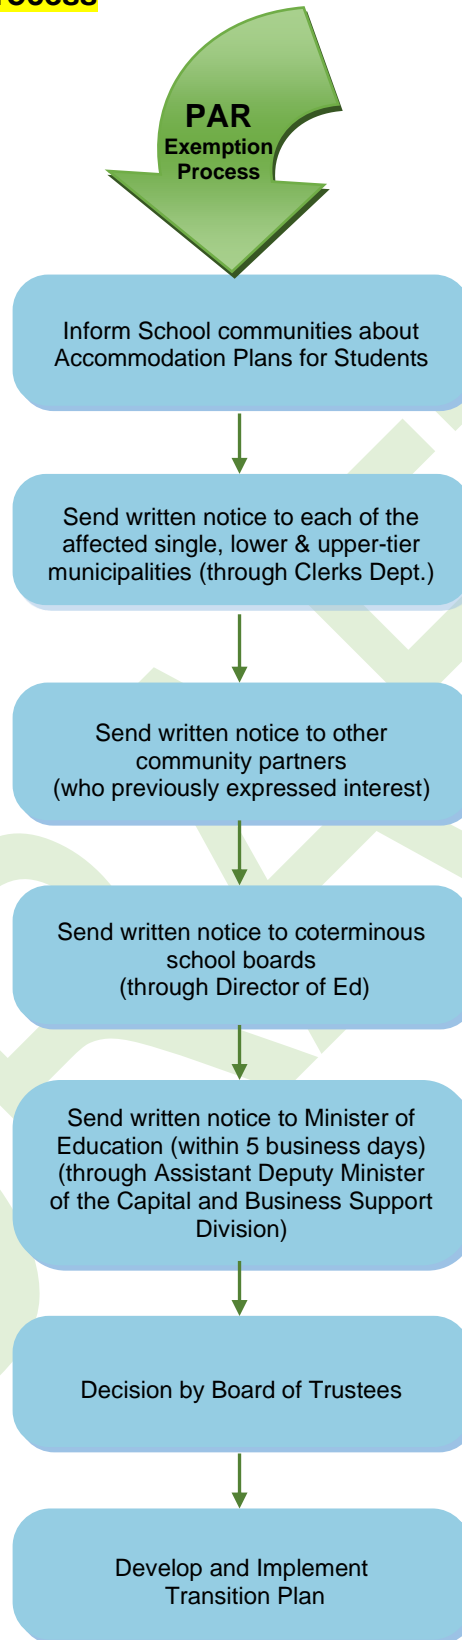 PAR
Exemption
Process
Inform School communities about
Accommodation Plans for Students
Send written notice to each of the
affected single, lower & upper-tier
municipalities (through Clerks Dept.)
Send written notice to other
community partners
(who previously expressed interest)
Send written notice to coterminous
school boards
(through Director of Ed)
Send written notice to Minister of
Education (within 5 business days)
(through Assistant Deputy Minister
of the Capital and Business Support
Division)
Decision by Board of Trustees
Develop and Implement
Transition Plan